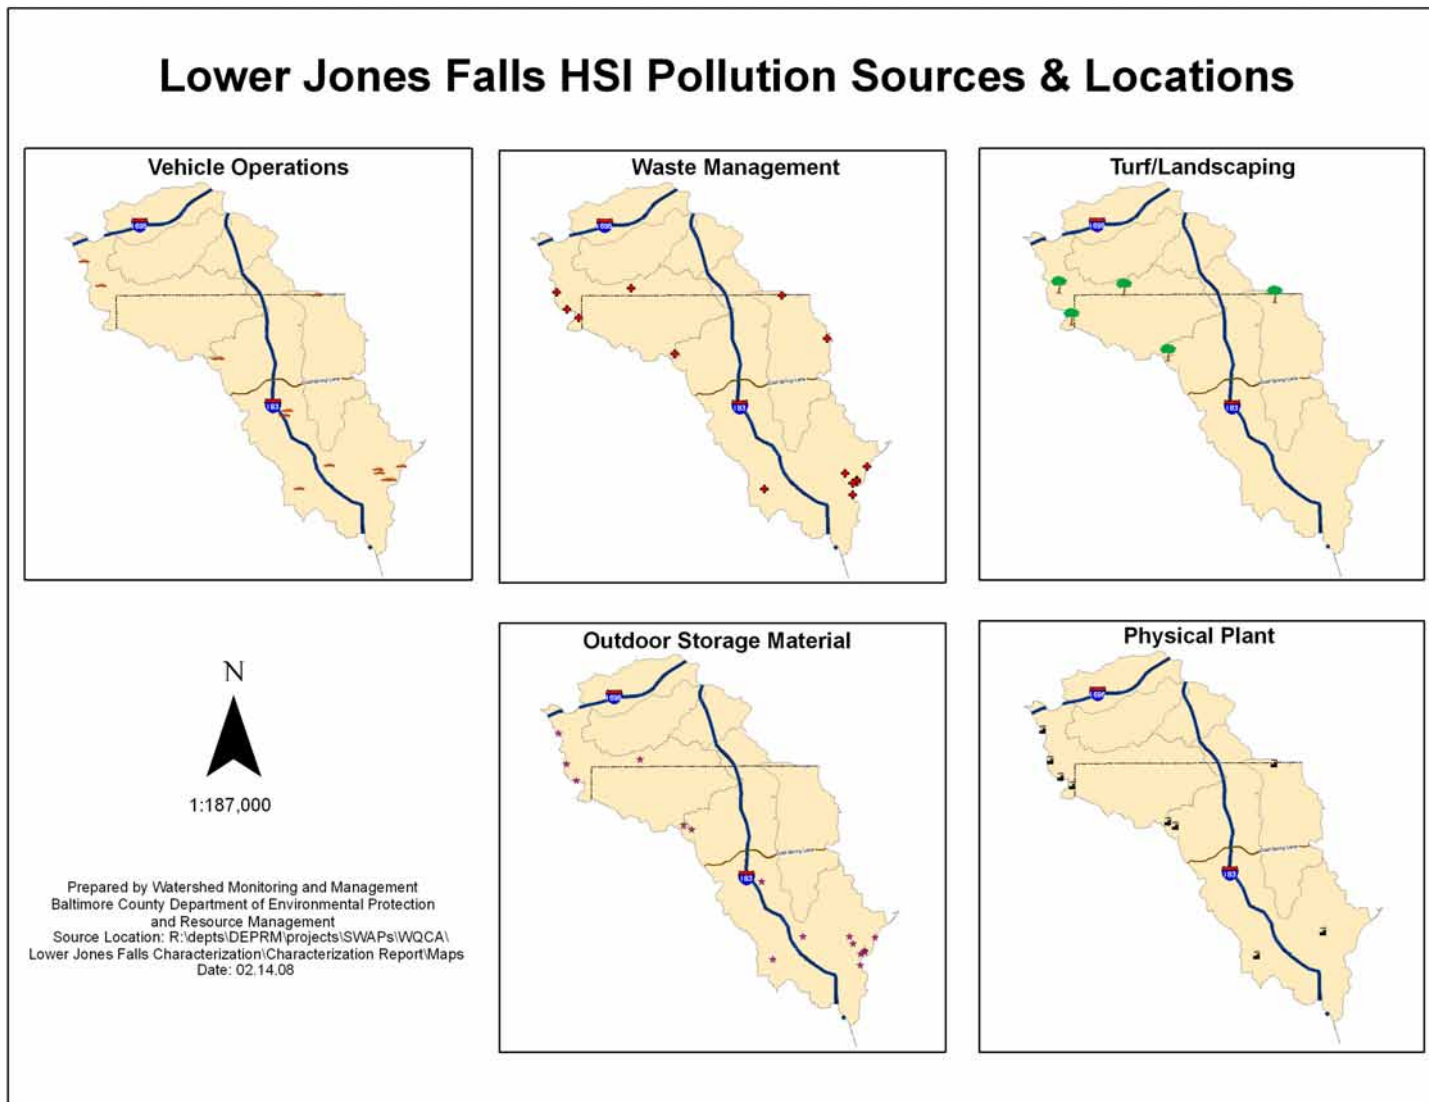 Lower Jones Falls HSI Pollution Sources & Locations
Vehicle Operations
Waste Management
Turf/Landscaping
Outdoor Storage Material
Physical Plant
N
1:187,000
Prepared by Watershed Monitoring and Management
Baltimore County Department of Environmental Protection
and Resource Management
Source Location: R:\depts\DEPRM\projects\SWAPs\WQCA\
Lower Jones Falls Characterization\Characterization Report\Maps
Date: 02.14.08